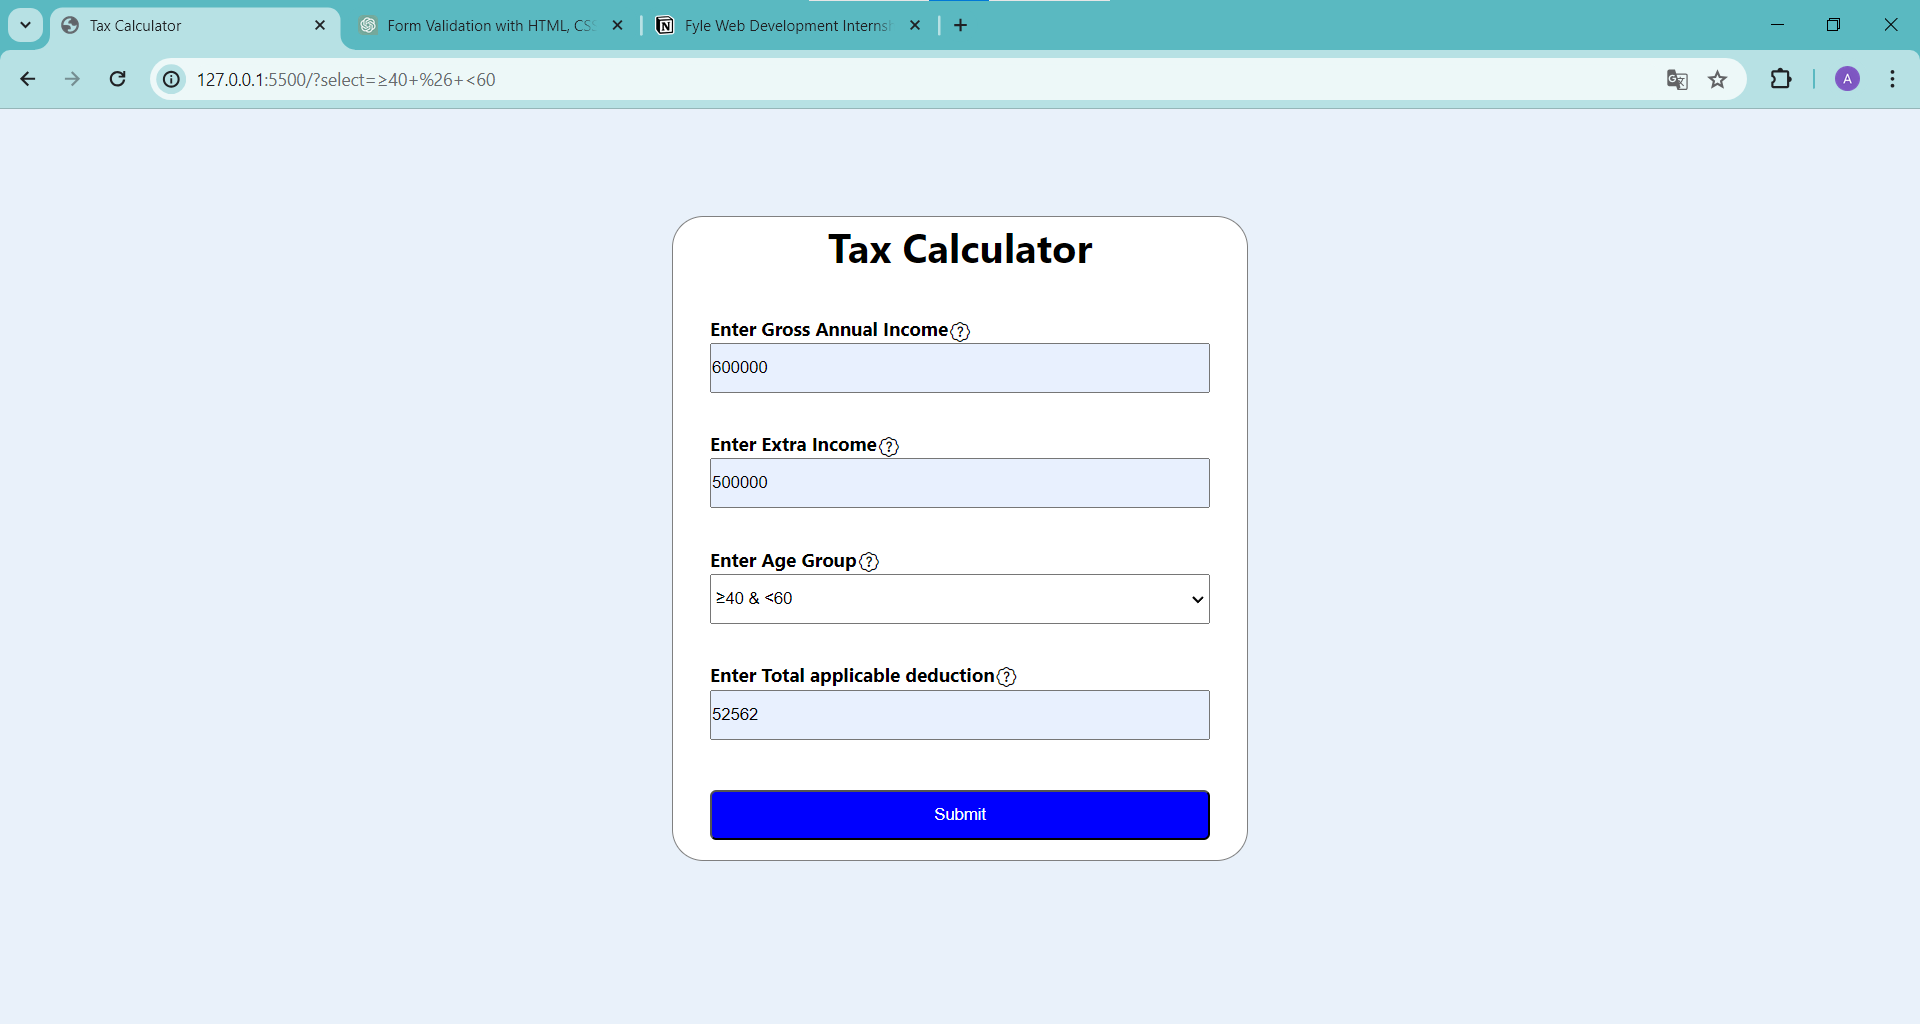 Tax Calculator
Form Validation with HTML, CSS
Fyle Web Development Internsh
127.0.0.1:5500/?select=≥40+%26+<60
A
Tax Calculator
Enter Gross Annual Income?
600000
Enter Extra Income?
500000
Enter Age Group?
≥40 & <60
Enter Total applicable deduction?
52562
Submit